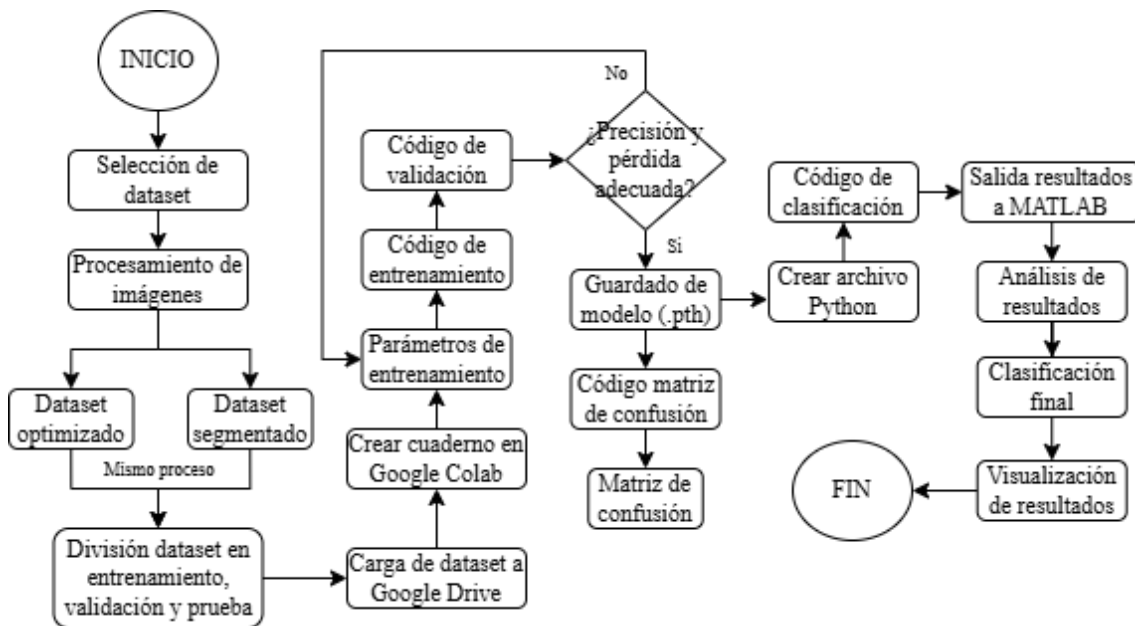 INICIO
Selección de
dataset
Procesamiento de
imágenes
Dataset
optimizado
Dataset
segmentado
Mismo proceso
División dataset en
entrenamiento,
validación y prueba
Carga de dataset a
Google Drive
Crear cuaderno en
Google Colab
Parámetros de
entrenamiento
Código de
entrenamiento
Código de
validación
¿Precisión y
pérdida
adecuada?
No
Si
Guardado de
modelo (.pth)
Código matriz
de confusión
Matriz de
confusión
Crear archivo
Python
Código de
clasificación
Salida resultados
a MATLAB
Análisis de
resultados
Clasificación
final
Visualización
de resultados
FIN